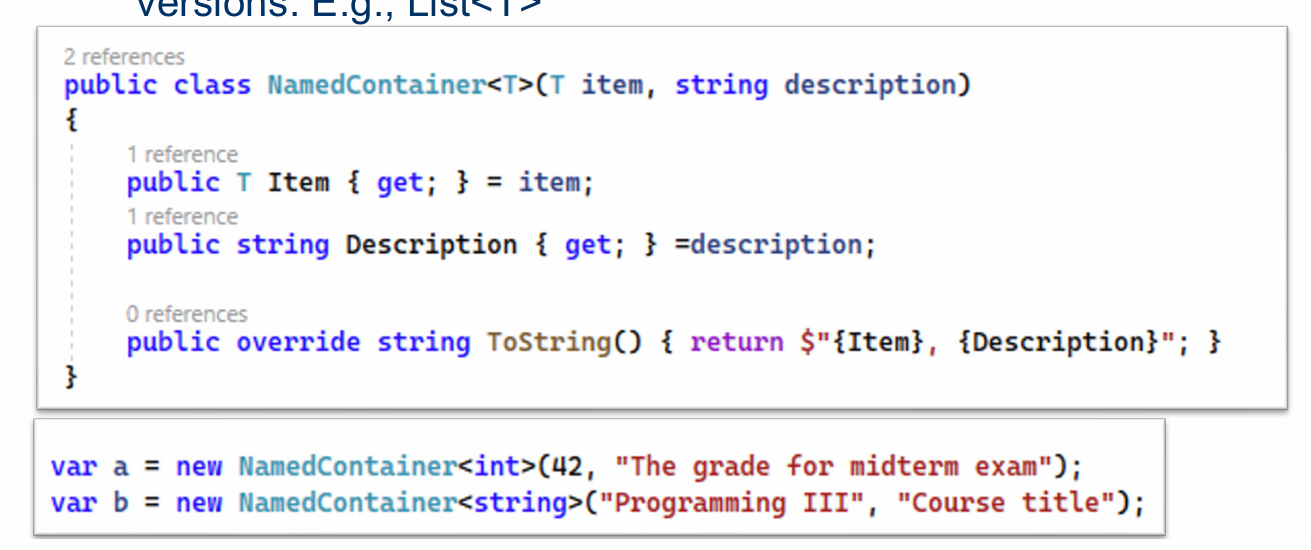 versions. E.g., List<T>
2 references
public class NamedContainer<T>(T item, string description)
{
1 reference
public T Item { get; } = item;
1 reference
public string Description { get; } =description;
0 references
public override string ToString() { return $"{Item}, {Description}"; }
}
var a = new NamedContainer<int>(42, "The grade for midterm exam");
var b = new NamedContainer<string>("Programming III", "Course title");